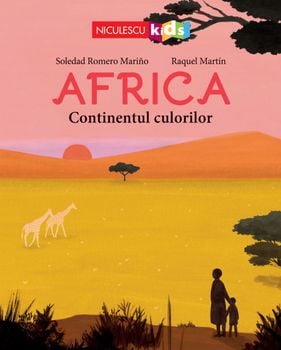 NICULESCU kids
Soledad Romero Mariño Raquel Martín
AFRICA
Continentul culorilor